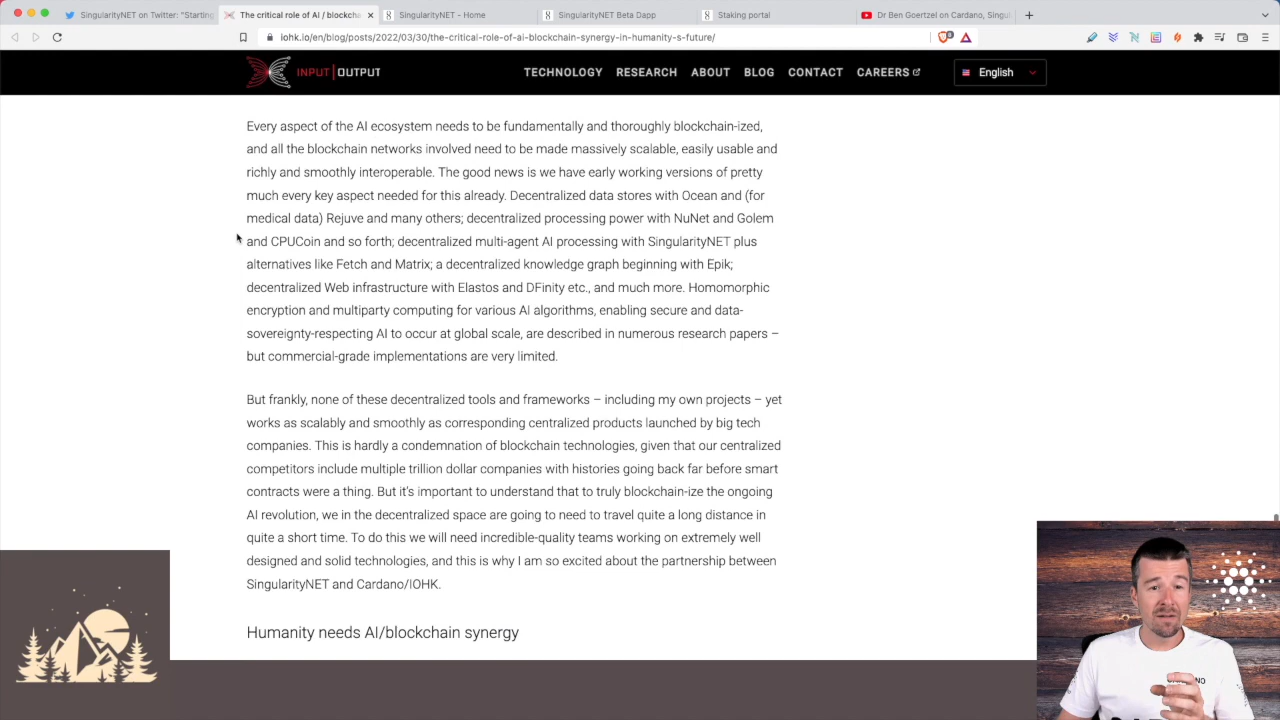 SingularityNET on Twitter: "Starting
The critical role of AI / blockcha
SingularityNET - Home
SingularityNET Beta Dapp
Staking portal
Dr Ben Goertzel on Cardano, Singul
iohk.io/en/blog/posts/2022/03/30/the-critical-role-of-ai-blockchain-synergy-in-humanity-s-future/
INPUT | OUTPUT
TECHNOLOGY RESEARCH ABOUT BLOG CONTACT CAREERS
English
Every aspect of the AI ecosystem needs to be fundamentally and thoroughly blockchain-ized,
and all the blockchain networks involved need to be made massively scalable, easily usable and
richly and smoothly interoperable. The good news is we have early working versions of pretty
much every key aspect needed for this already. Decentralized data stores with Ocean and (for
medical data) Rejuve and many others; decentralized processing power with NuNet and Golem
and CPUCoin and so forth; decentralized multi-agent AI processing with SingularityNET plus
alternatives like Fetch and Matrix; a decentralized knowledge graph beginning with Epik;
decentralized Web infrastructure with Elastos and DFinity etc., and much more. Homomorphic
encryption and multiparty computing for various AI algorithms, enabling secure and data-
sovereignty-respecting AI to occur at global scale, are described in numerous research papers –
but commercial-grade implementations are very limited.
But frankly, none of these decentralized tools and frameworks – including my own projects – yet
works as scalably and smoothly as corresponding centralized products launched by big tech
companies. This is hardly a condemnation of blockchain technologies, given that our centralized
competitors include multiple trillion dollar companies with histories going back far before smart
contracts were a thing. But it's important to understand that to truly blockchain-ize the ongoing
AI revolution, we in the decentralized space are going to need to travel quite a long distance in
quite a short time. To do this we will need incredible-quality teams working on extremely well
designed and solid technologies, and this is why I am so excited about the partnership between
SingularityNET and Cardano/IOHK.
Humanity needs AI/blockchain synergy